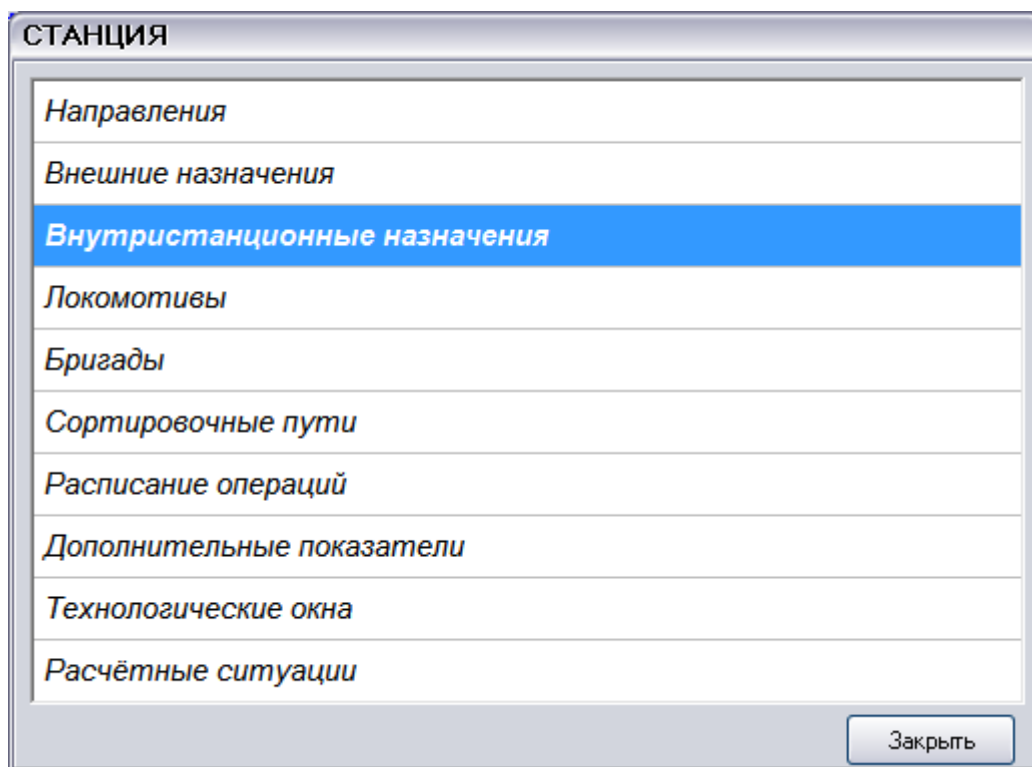 СТАНЦИЯ
Направления
Внешние назначения
Внутристанционные назначения
Локомотивы
Бригады
Сортировочные пути
Расписание операций
Дополнительные показатели
Технологические окна
Расчётные ситуации
Закрыть